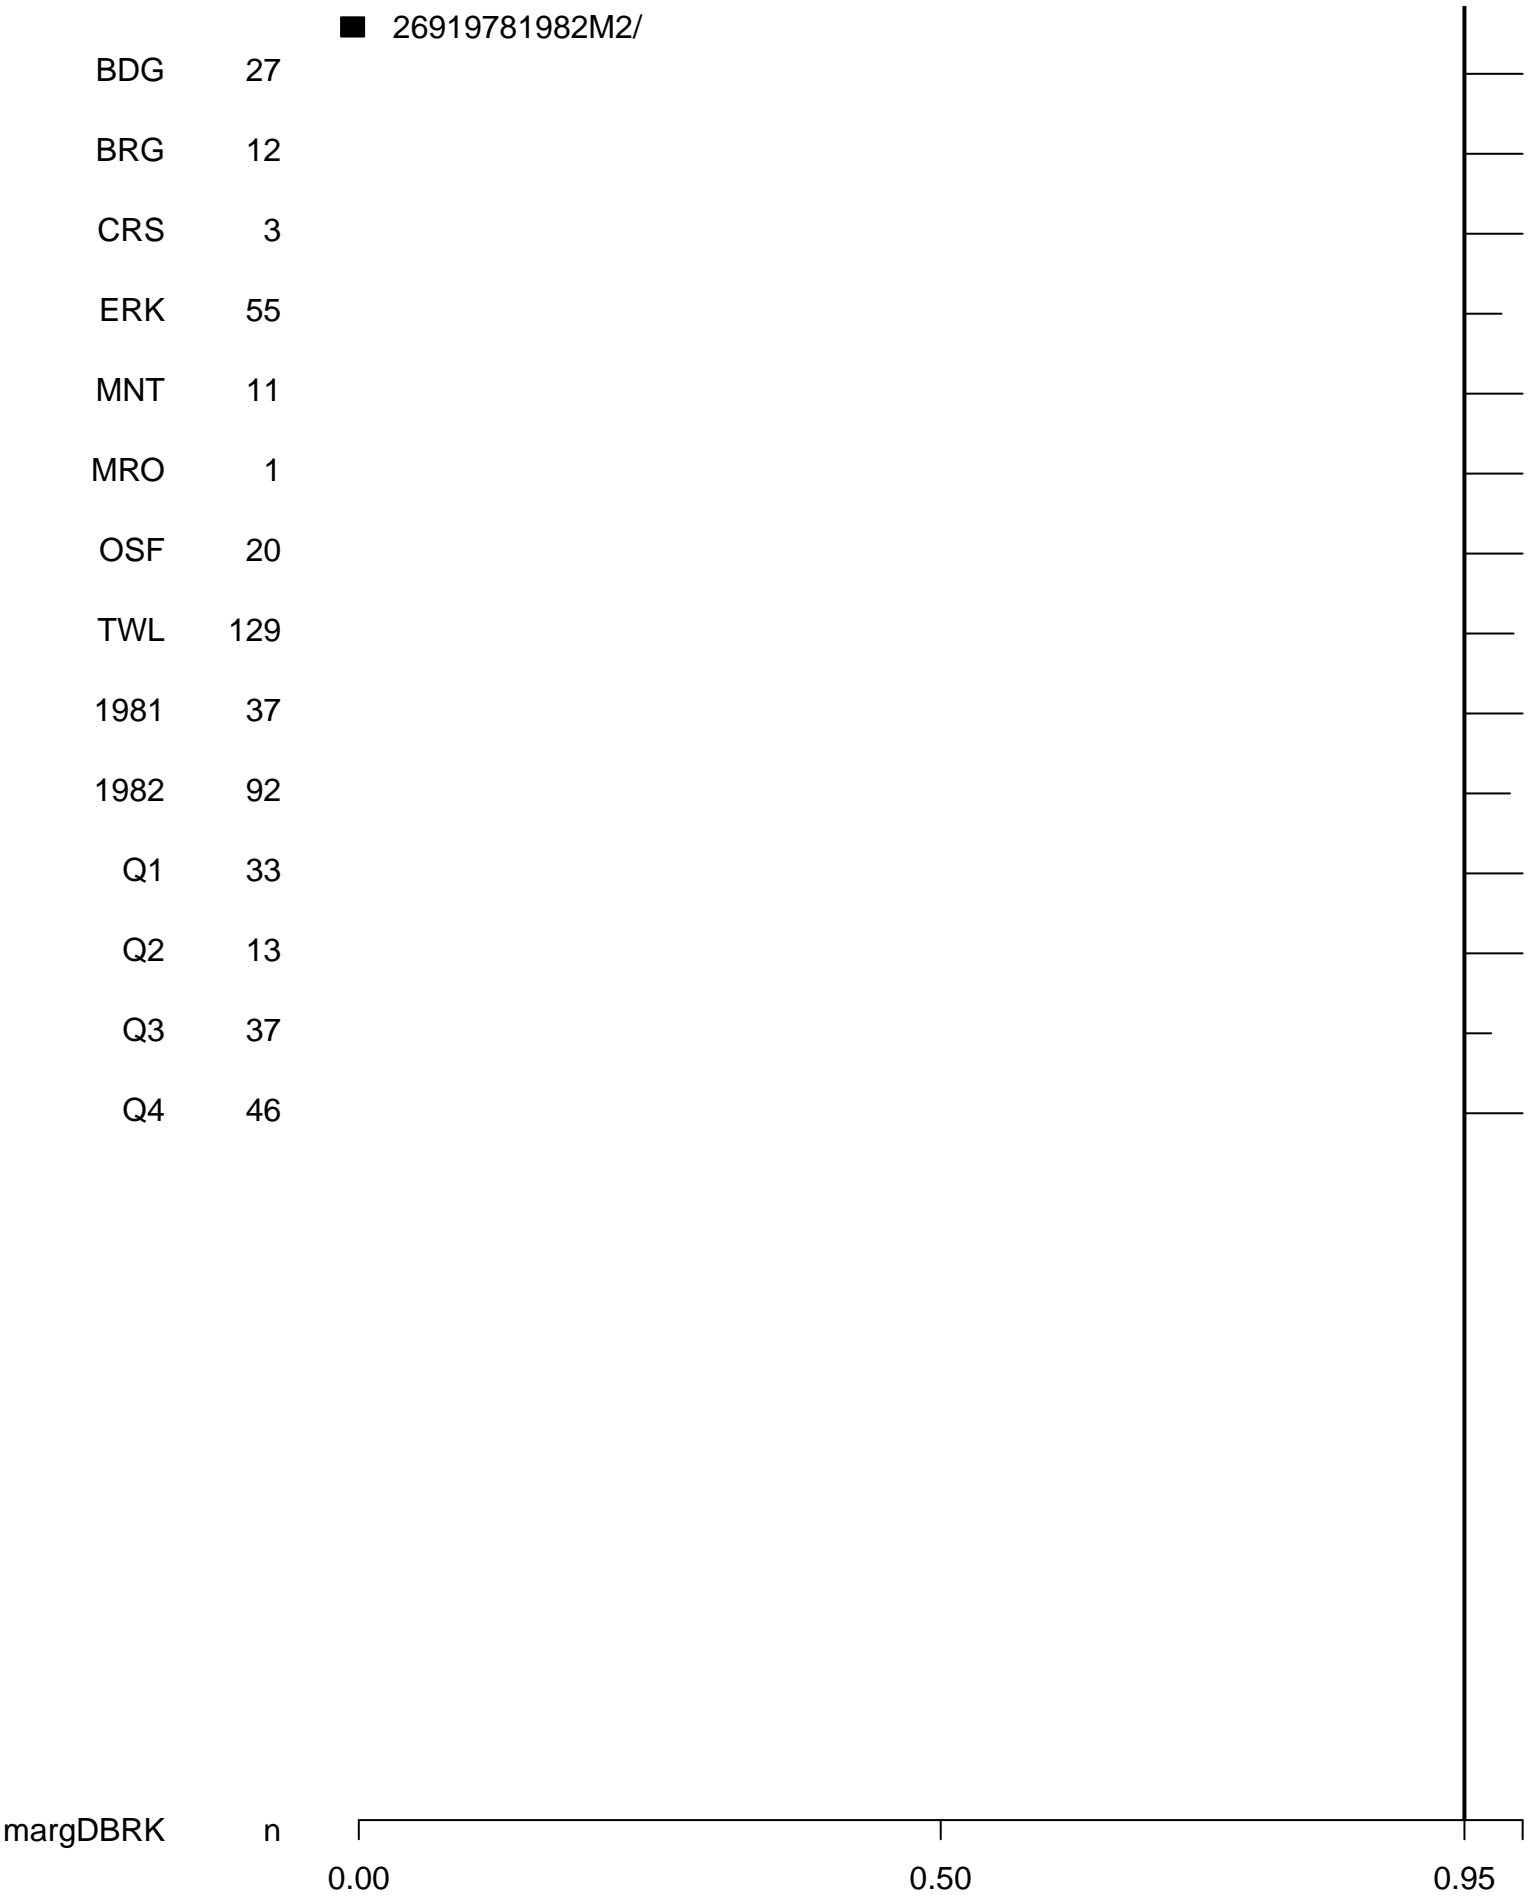 26919781982M2/
BDG 27
BRG 12
CRS 3
ERK 55
MNT 11
MRO 1
OSF 20
TWL 129
1981 37
1982 92
Q1 33
Q2 13
Q3 37
Q4 46
margDBRK n
0.00 0.50 0.95